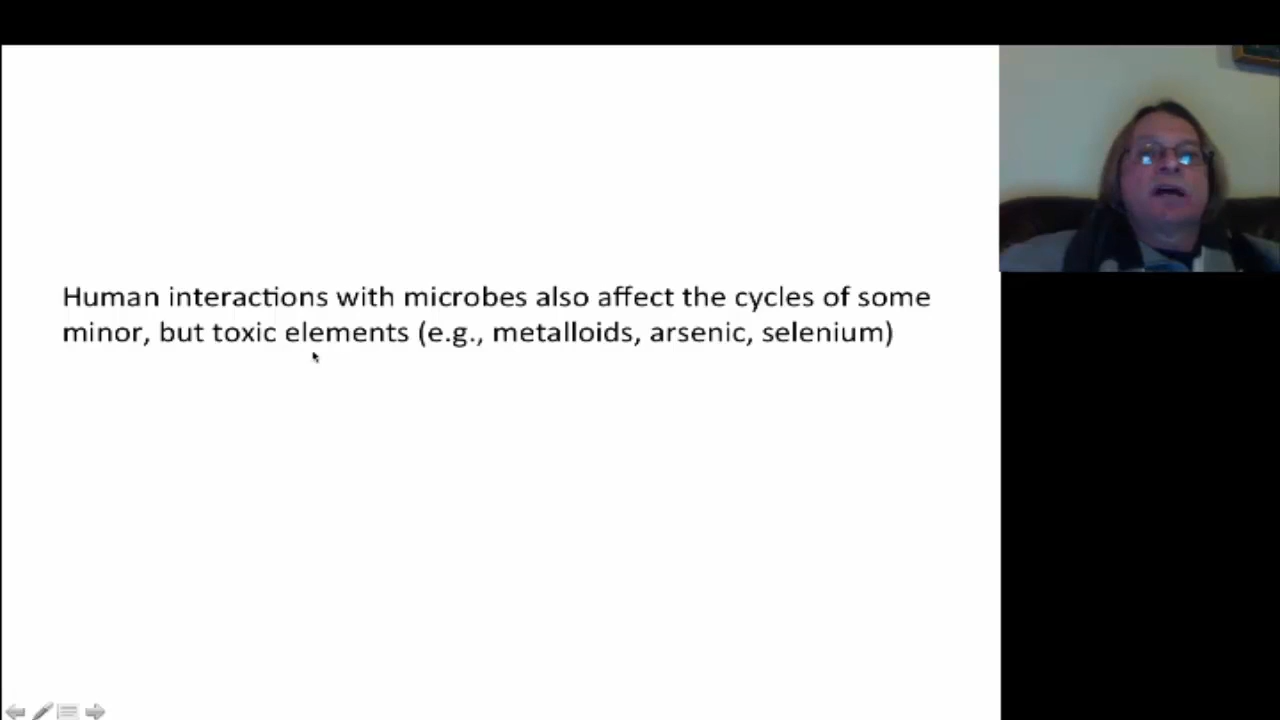 Human interactions with microbes also affect the cycles of some
minor, but toxic elements (e.g., metalloids, arsenic, selenium)